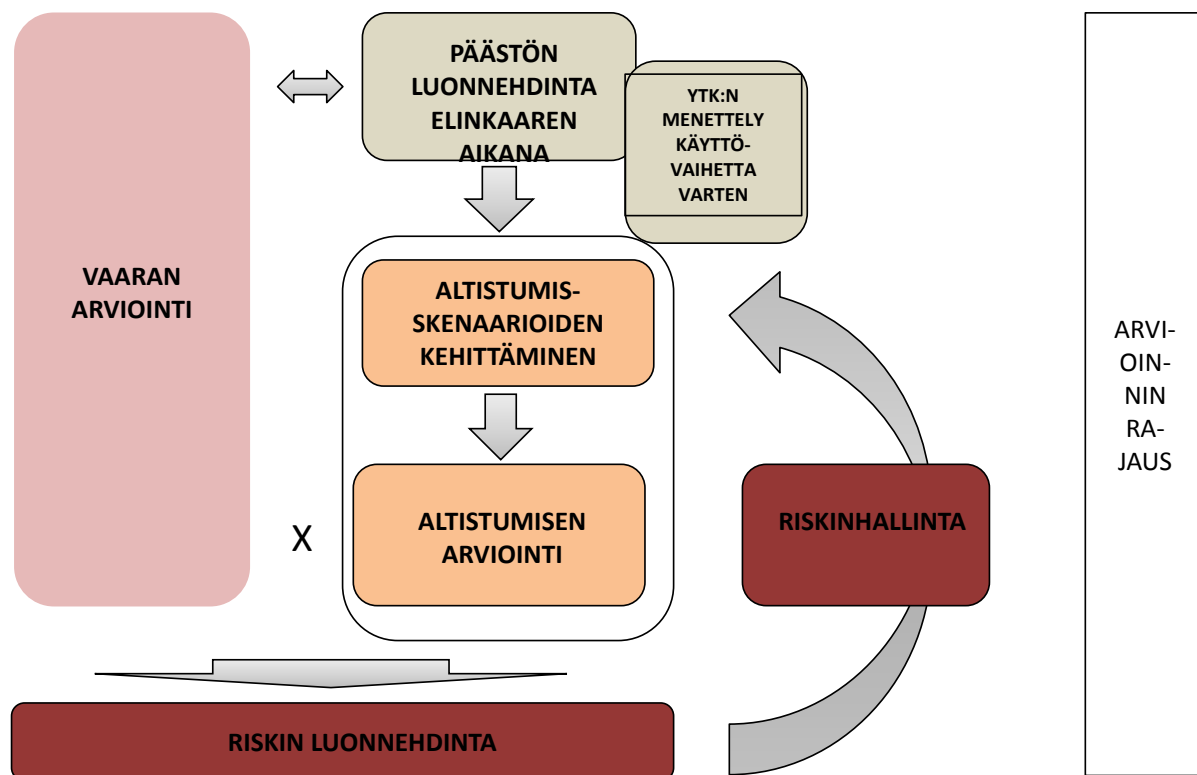 PÄÄSTÖN
LUONNEHDINTA
ELINKAAREN
AIKANA
YTK:N
MENETTELY
KÄYTTÖ-
VAIHETTA
VARTEN
VAARAN
ARVIOINTI
ALTISTUMIS-
SKENAARIOIDEN
KEHITTÄMINEN
ARVI-
OIN-
NIN
RA-
JAUS
X
ALTISTUMISEN
ARVIOINTI
RISKINHALLINTA
RISKIN LUONNEHDINTA